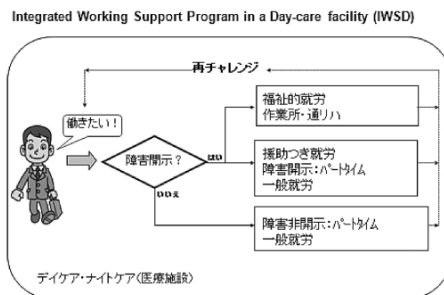 Integrated Working Support Program in a Day-care facility (IWSD)
再チャレンジ
働きたい！
障害開示？
はい
いいえ
福祉的就労
作業所・通リハ
援助つき就労
障害開示：パートタイム
一般就労
障害非開示：パートタイム
一般就労
デイケア・ナイトケア（医療施設）